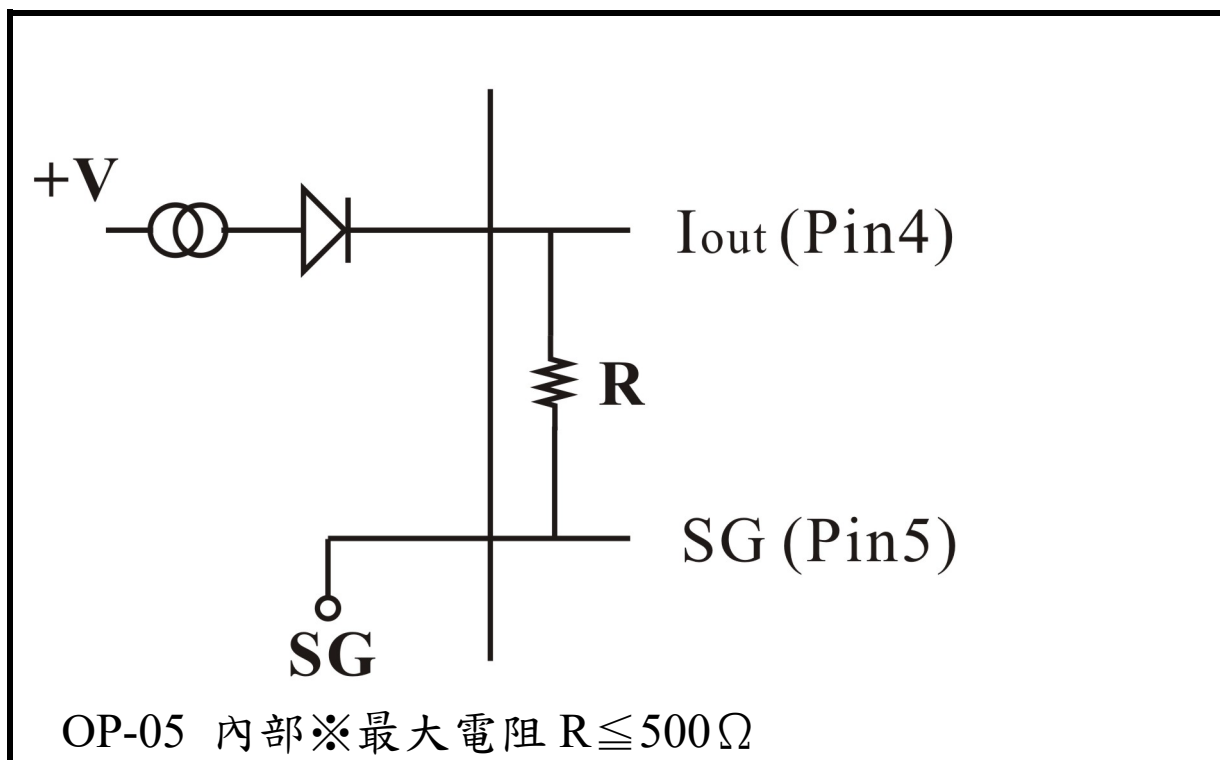 +V
Iout (Pin4)
R
SG (Pin5)
SG
OP-05 內部※最大電阻 R≦500Ω